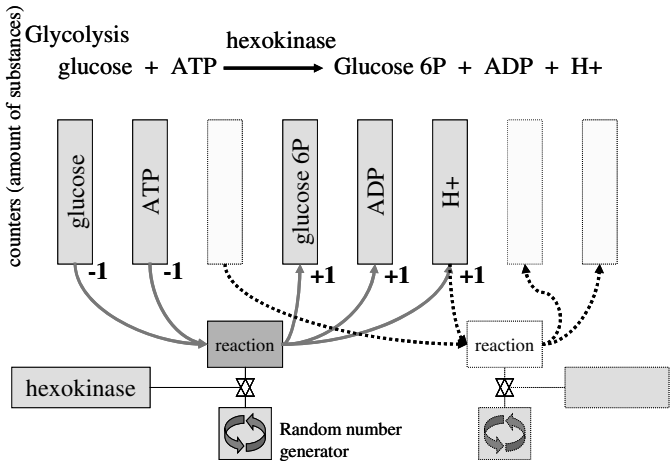 Glycolysis
hexokinase
glucose + ATP Glucose 6P + ADP + H+
counters (amount of substances)
glucose
ATP
glucose 6P
ADP
H+
-1
-1
+1
+1
+1
reaction
reaction
hexokinase
Random number
generator